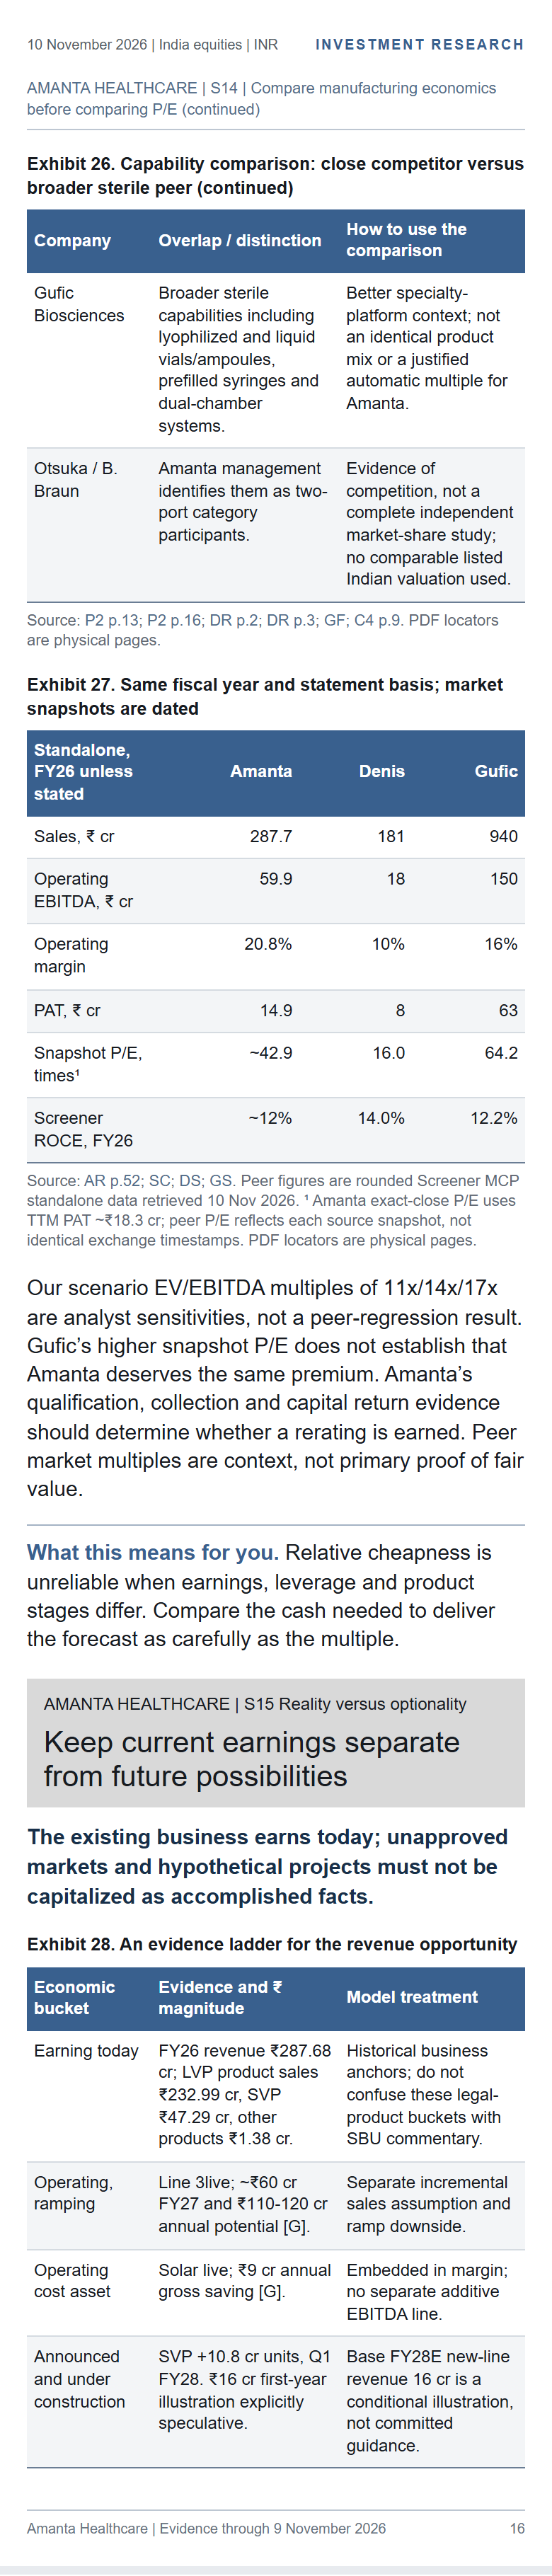 10 November 2026 | India equities | INR INVESTMENT RESEARCH
AMANTA HEALTHCARE | S14 | Compare manufacturing economics
before comparing P/E (continued)
Exhibit 26. Capability comparison: close competitor versus
broader sterile peer (continued)
Company Overlap / distinction How to use the
comparison
Gufic
Biosciences
Broader sterile
capabilities including
lyophilized and liquid
vials/ampoules,
prefilled syringes and
dual-chamber
systems.
Better specialty-
platform context; not
an identical product
mix or a justified
automatic multiple for
Amanta.
Otsuka / B.
Braun
Amanta management
identifies them as two-
port category
participants.
Evidence of
competition, not a
complete independent
market-share study;
no comparable listed
Indian valuation used.
Source: P2 p.13; P2 p.16; DR p.2; DR p.3; GF; C4 p.9. PDF locators
are physical pages.
Exhibit 27. Same fiscal year and statement basis; market
snapshots are dated
Standalone,
FY26 unless
stated
Amanta Denis Gufic
Sales, ₹ cr 287.7 181 940
Operating
EBITDA, ₹ cr
59.9 18 150
Operating
margin
20.8% 10% 16%
PAT, ₹ cr 14.9 8 63
Snapshot P/E,
times¹
~42.9 16.0 64.2
Screener
ROCE, FY26
~12% 14.0% 12.2%
Source: AR p.52; SC; DS; GS. Peer figures are rounded Screener MCP
standalone data retrieved 10 Nov 2026. ¹ Amanta exact-close P/E uses
TTM PAT ~₹18.3 cr; peer P/E reflects each source snapshot, not
identical exchange timestamps. PDF locators are physical pages.
Our scenario EV/EBITDA multiples of 11x/14x/17x
are analyst sensitivities, not a peer-regression result.
Gufic’s higher snapshot P/E does not establish that
Amanta deserves the same premium. Amanta’s
qualification, collection and capital return evidence
should determine whether a rerating is earned. Peer
market multiples are context, not primary proof of fair
value.
What this means for you. Relative cheapness is
unreliable when earnings, leverage and product
stages differ. Compare the cash needed to deliver
the forecast as carefully as the multiple.
AMANTA HEALTHCARE | S15 Reality versus optionality
Keep current earnings separate
from future possibilities
The existing business earns today; unapproved
markets and hypothetical projects must not be
capitalized as accomplished facts.
Exhibit 28. An evidence ladder for the revenue opportunity
Economic
bucket
Evidence and ₹
magnitude
Model treatment
Earning today
FY26 revenue ₹287.68
cr; LVP product sales
₹232.99 cr, SVP
₹47.29 cr, other
products ₹1.38 cr.
Historical business
anchors; do not
confuse these legal-
product buckets with
SBU commentary.
Operating,
ramping
Line 3live; ~₹60 cr
FY27 and ₹110-120 cr
annual potential [G].
Separate incremental
sales assumption and
ramp downside.
Operating
cost asset
Solar live; ₹9 cr annual
gross saving [G].
Embedded in margin;
no separate additive
EBITDA line.
Announced
and under
construction
SVP +10.8 cr units, Q1
FY28. ₹16 cr first-year
illustration explicitly
speculative.
Base FY28E new-line
revenue 16 cr is a
conditional illustration,
not committed
guidance.
Amanta Healthcare | Evidence through 9 November 2026 16